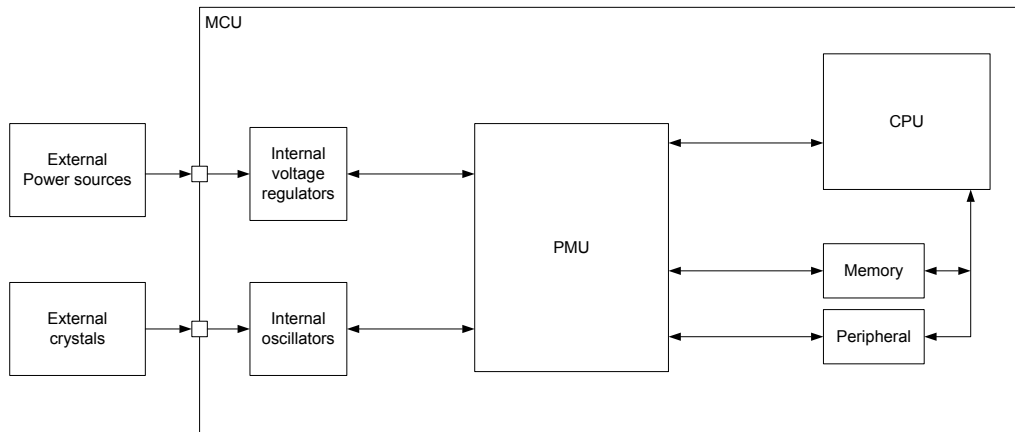 MCU
CPU
External
Power sources
Internal
voltage
regulators
PMU
Memory
External
crystals
Internal
oscillators
Peripheral